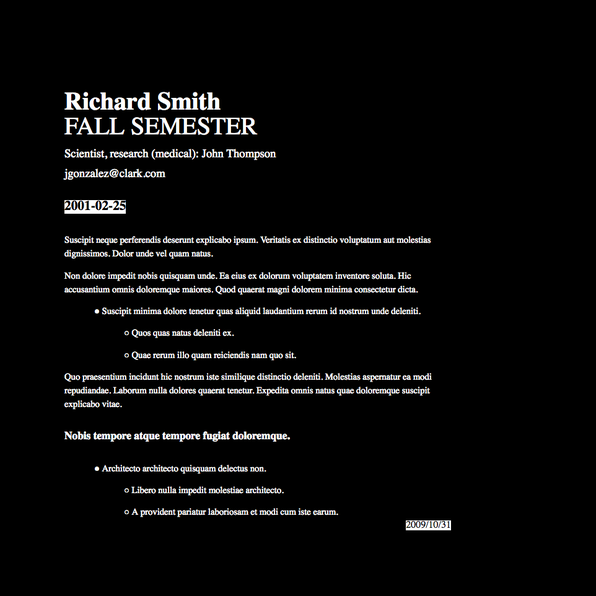 Richard Smith
FALL SEMESTER
Scientist, research (medical): John Thompson
jgonzalez@clark.com
2001-02-25
Suscipit neque perferendis deserunt explicabo ipsum. Veritatis ex distinctio voluptatum aut molestias
dignissimos. Dolor unde vel quam natus.
Non dolore impedit nobis quisquam unde. Ea eius ex dolorum voluptatem inventore soluta. Hic
accusantium omnis doloremque maiores. Quod quaerat magni dolorem minima consectetur dicta.
Suscipit minima dolore tenetur quas aliquid laudantium rerum id nostrum unde deleniti.
Quos quas natus deleniti ex.
Quae rerum illo quam reiciendis nam quo sit.
Quo praesentium incidunt hic nostrum iste similique distinctio deleniti. Molestias aspernatur ea modi
repudiandae. Laborum nulla dolores quaerat tenetur. Expedita omnis natus quae doloremque suscipit
explicabo vitae.
Nobis tempore atque tempore fugiat doloremque.
Architecto architecto quisquam delectus non.
Libero nulla impedit molestiae architecto.
A provident pariatur laboriosam et modi cum iste earum.
2009/10/31